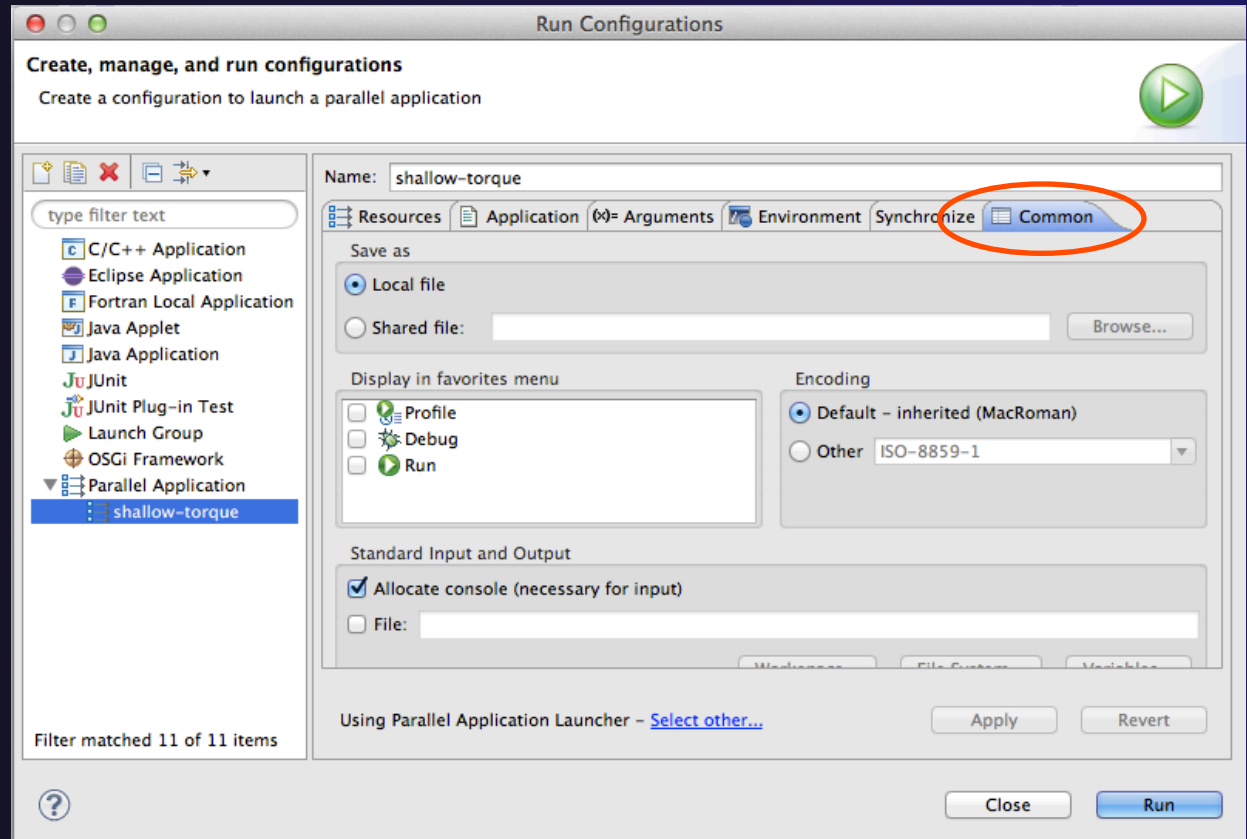 Run Configurations
Create, manage, and run configurations
Create a configuration to launch a parallel application
type filter text
C/C++ Application
Eclipse Application
Fortran Local Application
Java Applet
Java Application
JUnit
JUnit Plug-in Test
Launch Group
OSGi Framework
Parallel Application
shallow-torque
Filter matched 11 of 11 items
Name: shallow-torque
Resources Application (x)= Arguments Environment Synchronize Common
Save as
Local file
Shared file: Browse...
Display in favorites menu
Profile
Debug
Run
Encoding
Default - inherited (MacRoman)
Other ISO-8859-1
Standard Input and Output
Allocate console (necessary for input)
File:
Using Parallel Application Launcher - Select other... Apply Revert
Close Run